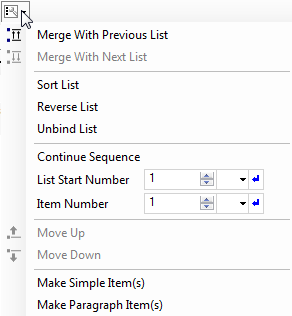 Merge With Previous List
Merge With Next List
Sort List
Reverse List
Unbind List
Continue Sequence
List Start Number 1
Item Number 1
Move Up
Move Down
Make Simple Item(s)
Make Paragraph Item(s)